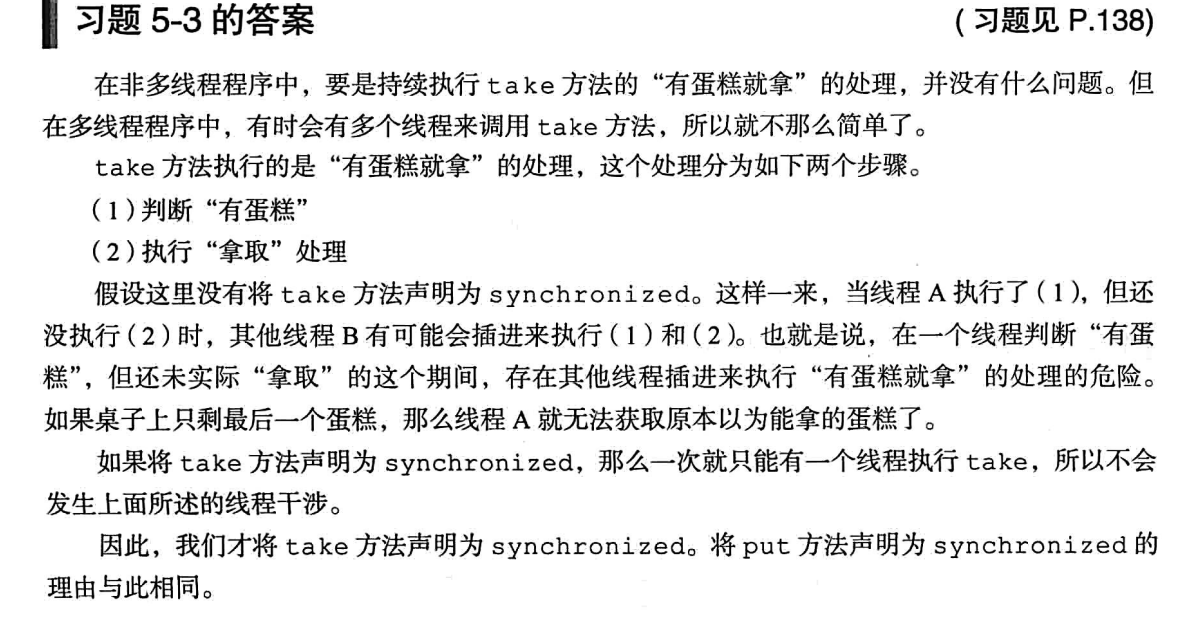 习题 5-3 的答案 (习题见 P.138)
在非多线程程序中，要是持续执行 take 方法的“有蛋糕就拿”的处理，并没有什么问题。但
在多线程程序中，有时会有多个线程来调用 take 方法，所以就不那么简单了。
take 方法执行的是“有蛋糕就拿”的处理，这个处理分为如下两个步骤。
(1)判断“有蛋糕”
(2)执行“拿取”处理
假设这里没有将 take 方法声明为 synchronized。这样一来，当线程 A 执行了(1)，但还
没执行(2)时，其他线程 B 有可能会插进来执行(1)和(2)。也就是说，在一个线程判断“有蛋
糕”，但还未实际“拿取”的这个期间，存在其他线程插进来执行“有蛋糕就拿”的处理的危险。
如果桌子上只剩最后一个蛋糕，那么线程 A 就无法获取原本以为能拿的蛋糕了。
如果将 take 方法声明为 synchronized，那么一次就只能有一个线程执行 take，所以不会
发生上面所述的线程干涉。
因此，我们才将 take 方法声明为 synchronized。将 put 方法声明为 synchronized 的
理由与此相同。